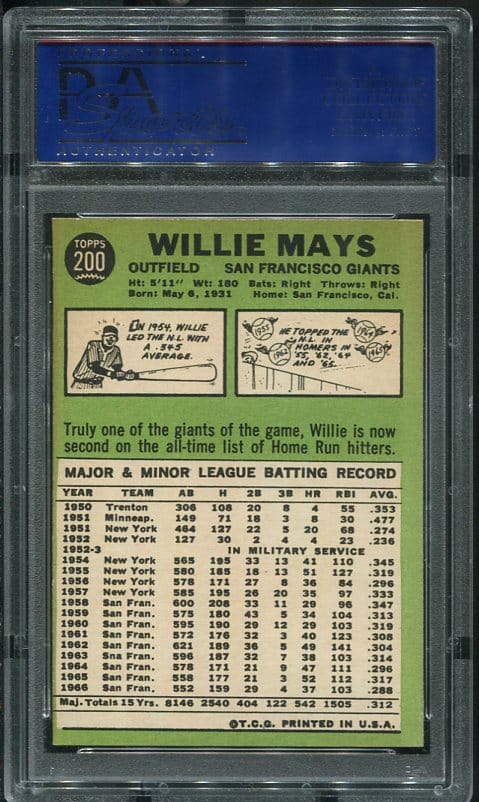 PSA
AUTHENTICATOR
TOPPS
200
WILLIE MAYS
OUTFIELD SAN FRANCISCO GIANTS
Ht: 5'11" Wt: 180 Bats: Right Throws: Right
Born: May 6, 1931 Home: San Francisco, Cal.
IN 1954, WILLIE
LED THE N.L. WITH
A .345
AVERAGE.
HE TOPPED THE
N.L. IN
HOMERS IN
'55, '62, '64
AND '65.
1955
1962
1964
1965
Truly one of the giants of the game, Willie is now
second on the all-time list of Home Run hitters.
MAJOR & MINOR LEAGUE BATTING RECORD
YEAR TEAM AB H 2B 3B HR RBI AVG.
1950 Trenton 306 108 20 8 4 55 .353
1951 Minneap. 149 71 18 3 8 30 .477
1951 New York 464 127 22 5 20 68 .274
1952 New York 127 30 2 4 4 23 .236
1952-3 IN MILITARY SERVICE
1954 New York 565 195 33 13 41 110 .345
1955 New York 580 185 18 13 51 127 .319
1956 New York 578 171 27 8 36 84 .296
1957 New York 585 195 26 20 35 97 .333
1958 San Fran. 600 208 33 11 29 96 .347
1959 San Fran. 575 180 43 5 34 104 .313
1960 San Fran. 595 190 29 12 29 103 .319
1961 San Fran. 572 176 32 3 40 123 .308
1962 San Fran. 621 189 36 5 49 141 .304
1963 Sna Fran. 596 187 32 7 38 103 .314
1964 San Fran. 578 171 21 9 47 111 .296
1965 San Fran. 558 177 21 3 52 112 .317
1966 San Fran. 552 159 29 4 37 103 .288
Maj. Totals 15 Yrs. 8146 2540 404 122 542 1505 .312
©T.C.G. PRINTED IN U.S.A.